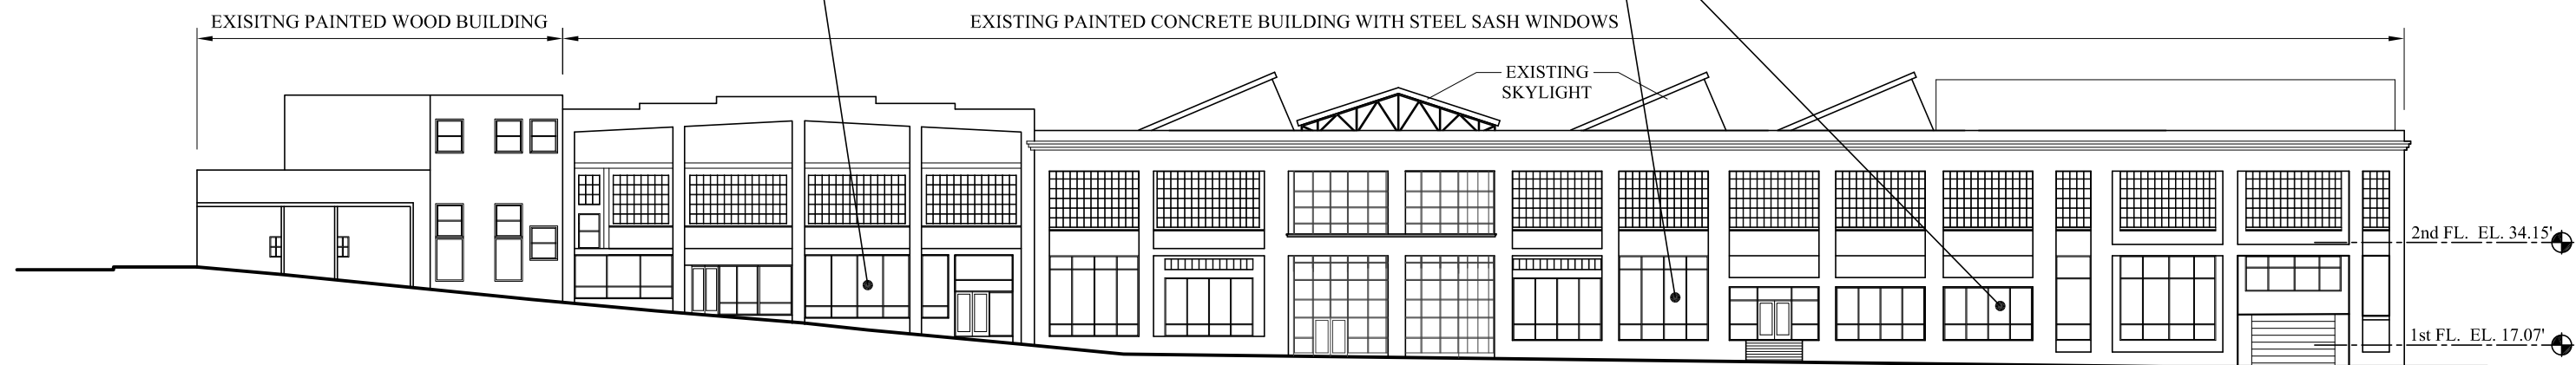 EXISITNG PAINTED WOOD BUILDING
EXISTING PAINTED CONCRETE BUILDING WITH STEEL SASH WINDOWS
EXISTING
SKYLIGHT
2nd FL. EL. 34.15'
1st FL. EL. 17.07'